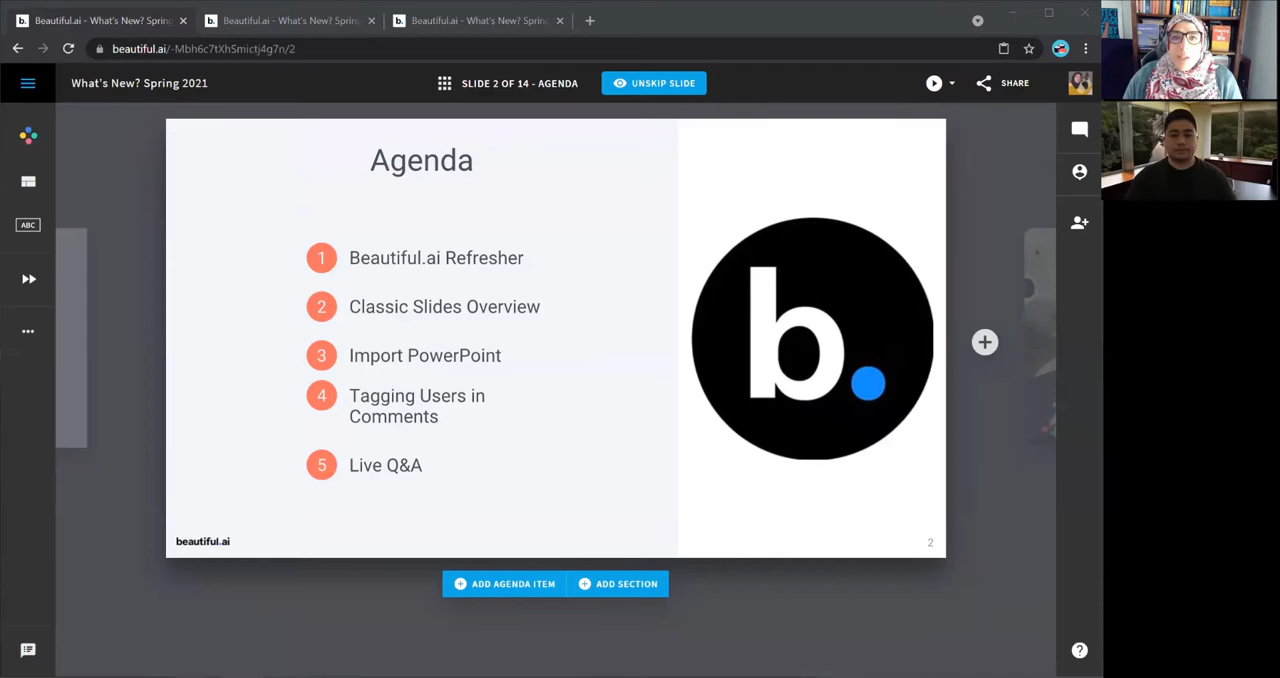 Beautiful.ai - What's New? Spring
Beautiful.ai - What's New? Spring
Beautiful.ai - What's New? Spring
beautiful.ai/-Mbh6c7tXhSmictj4g7n/2
What's New? Spring 2021
SLIDE 2 OF 14 - AGENDA
UNSKIP SLIDE
SHARE
ABC
Agenda
1 Beautiful.ai Refresher
2 Classic Slides Overview
3 Import PowerPoint
4 Tagging Users in
Comments
5 Live Q&A
b.
beautiful.ai
2
ADD AGENDA ITEM
ADD SECTION